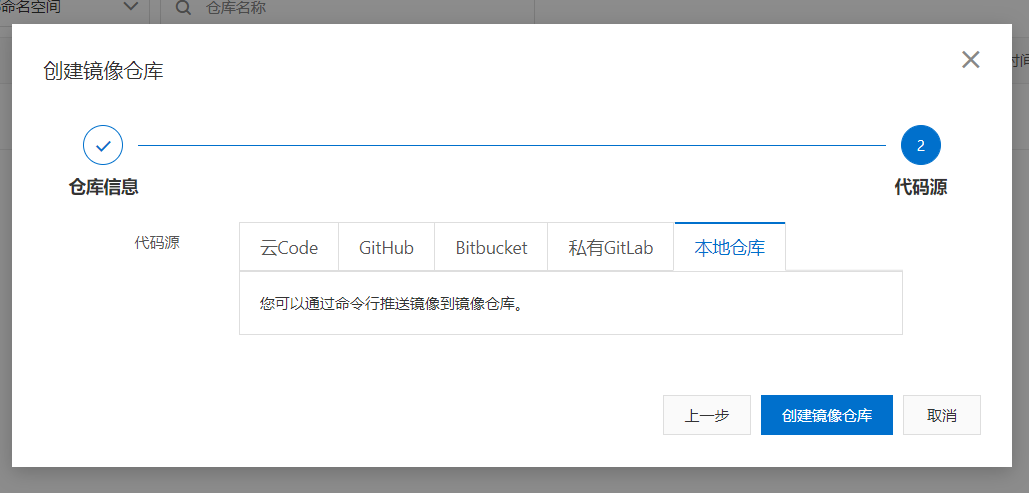 命名空间
仓库名称
时间
创建镜像仓库
2
仓库信息
代码源
代码源
云Code
GitHub
Bitbucket
私有GitLab
本地仓库
您可以通过命令行推送镜像到镜像仓库。
上一步
创建镜像仓库
取消